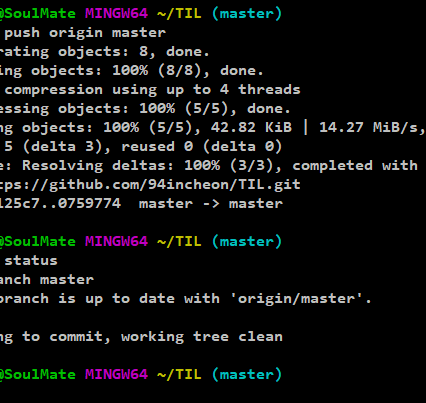 @SoulMate MINGW64 ~/TIL (master)
push origin master
rating objects: 8, done.
ing objects: 100% (8/8), done.
compression using up to 4 threads
essing objects: 100% (5/5), done.
ng objects: 100% (5/5), 42.82 KiB | 14.27 MiB/s,
5 (delta 3), reused 0 (delta 0)
e: Resolving deltas: 100% (3/3), completed with
tps://github.com/94incheon/TIL.git
125c7..0759774  master -> master
@SoulMate MINGW64 ~/TIL (master)
status
anch master
branch is up to date with 'origin/master'.
ng to commit, working tree clean
@SoulMate MINGW64 ~/TIL (master)